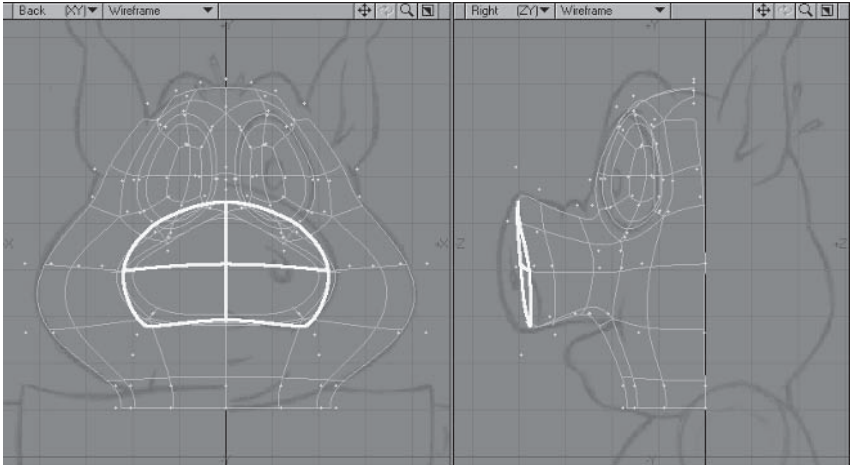 Back (XY) Wireframe
Right (ZY) Wireframe
+Y
+Y
X
+X
Z
+Z
-Y
-Y